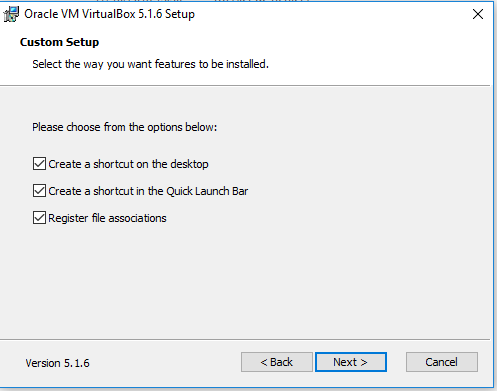 Oracle VM VirtualBox 5.1.6 Setup
Custom Setup
Select the way you want features to be installed.
Please choose from the options below:
Create a shortcut on the desktop
Create a shortcut in the Quick Launch Bar
Register file associations
Version 5.1.6
< Back
Next >
Cancel